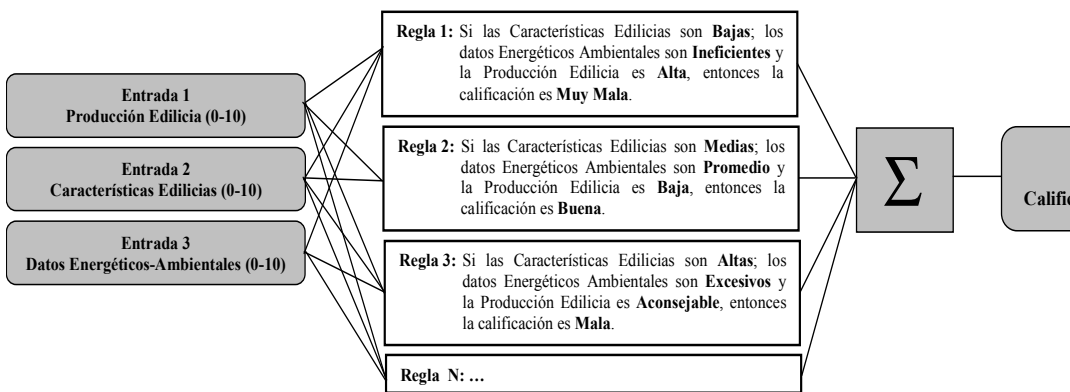 Entrada 1
Producción Edilicia (0-10)
Entrada 2
Características Edilicias (0-10)
Entrada 3
Datos Energéticos-Ambientales (0-10)
Regla 1: Si las Características Edilicias son Bajas; los
datos Energéticos Ambientales son Ineficientes y
la Producción Edilicia es Alta, entonces la
calificación es Muy Mala.
Regla 2: Si las Características Edilicias son Medias; los
datos Energéticos Ambientales son Promedio y
la Producción Edilicia es Baja, entonces la
calificación es Buena.
Regla 3: Si las Características Edilicias son Altas; los
datos Energéticos Ambientales son Excesivos y
la Producción Edilicia es Aconsejable, entonces
la calificación es Mala.
Regla N: ...
Σ